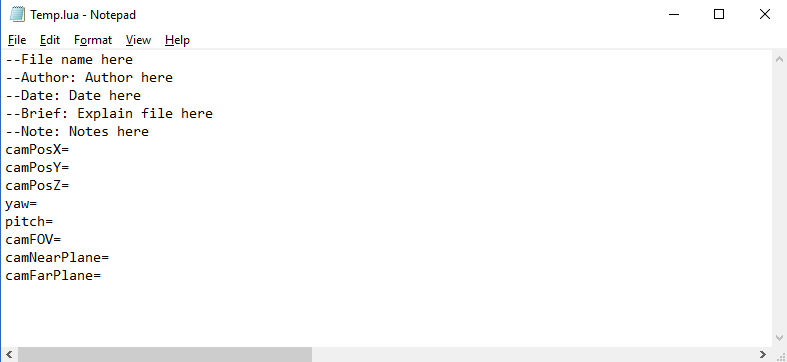 Temp.lua - Notepad
File Edit Format View Help
--File name here
--Author: Author here
--Date: Date here
--Brief: Explain file here
--Note: Notes here
camPosX=
camPosY=
camPosZ=
yaw=
pitch=
camFOV=
camNearPlane=
camFarPlane=